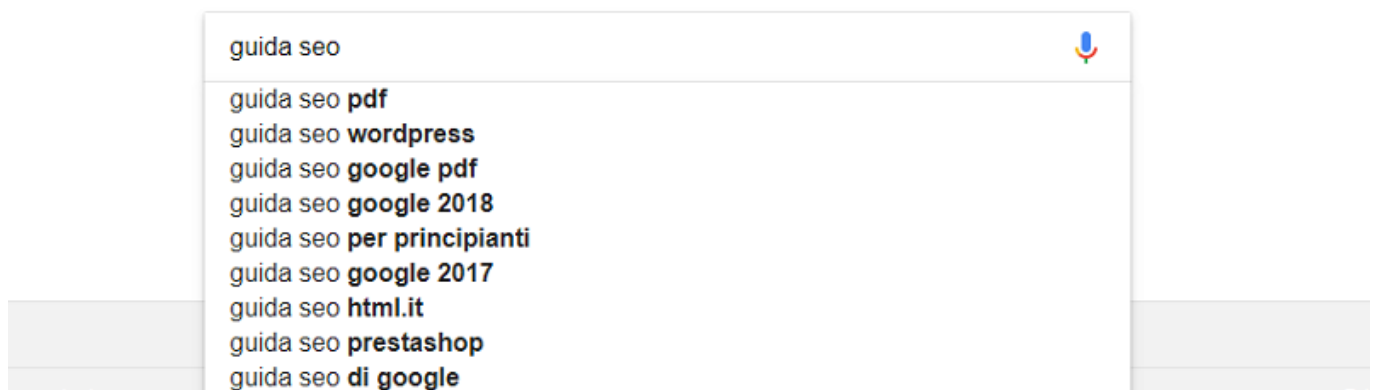 guida seo
guida seo pdf
guida seo wordpress
guida seo google pdf
guida seo google 2018
guida seo per principianti
guida seo google 2017
guida seo html.it
guida seo prestashop
guida seo di google